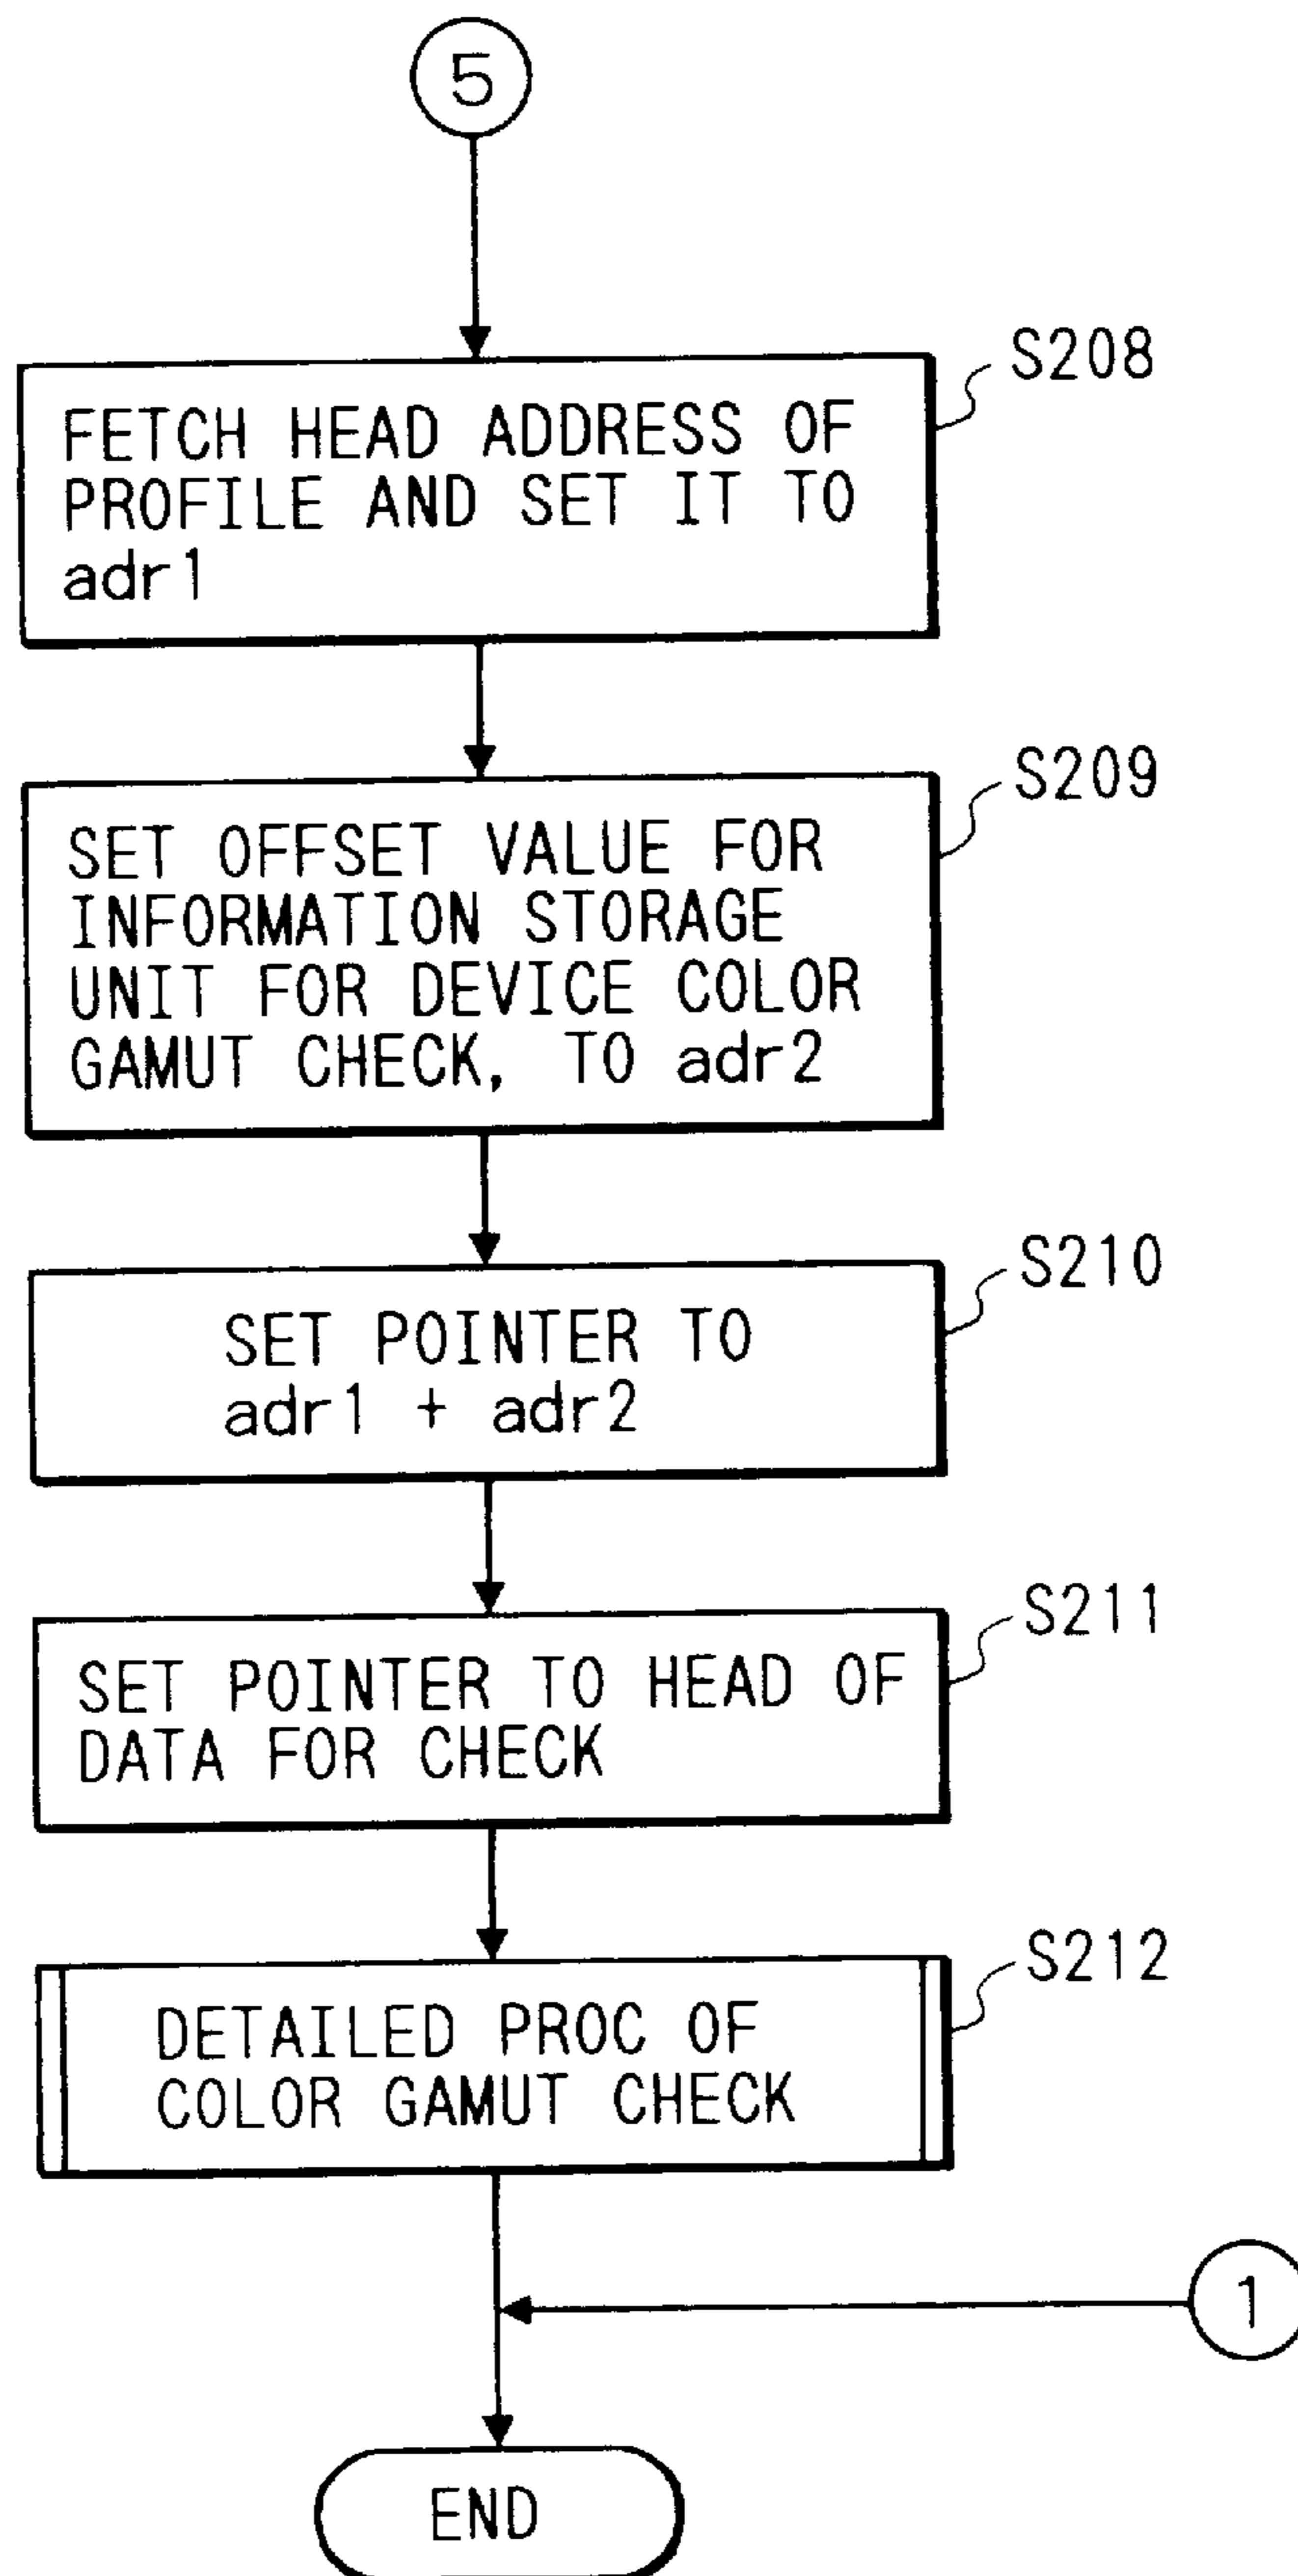 5
S208
FETCH HEAD ADDRESS OF
PROFILE AND SET IT TO
adr1
S209
SET OFFSET VALUE FOR
INFORMATION STORAGE
UNIT FOR DEVICE COLOR
GAMUT CHECK, TO adr2
S210
SET POINTER TO
adr1 + adr2
S211
SET POINTER TO HEAD OF
DATA FOR CHECK
S212
DETAILED PROC OF
COLOR GAMUT CHECK
1
END